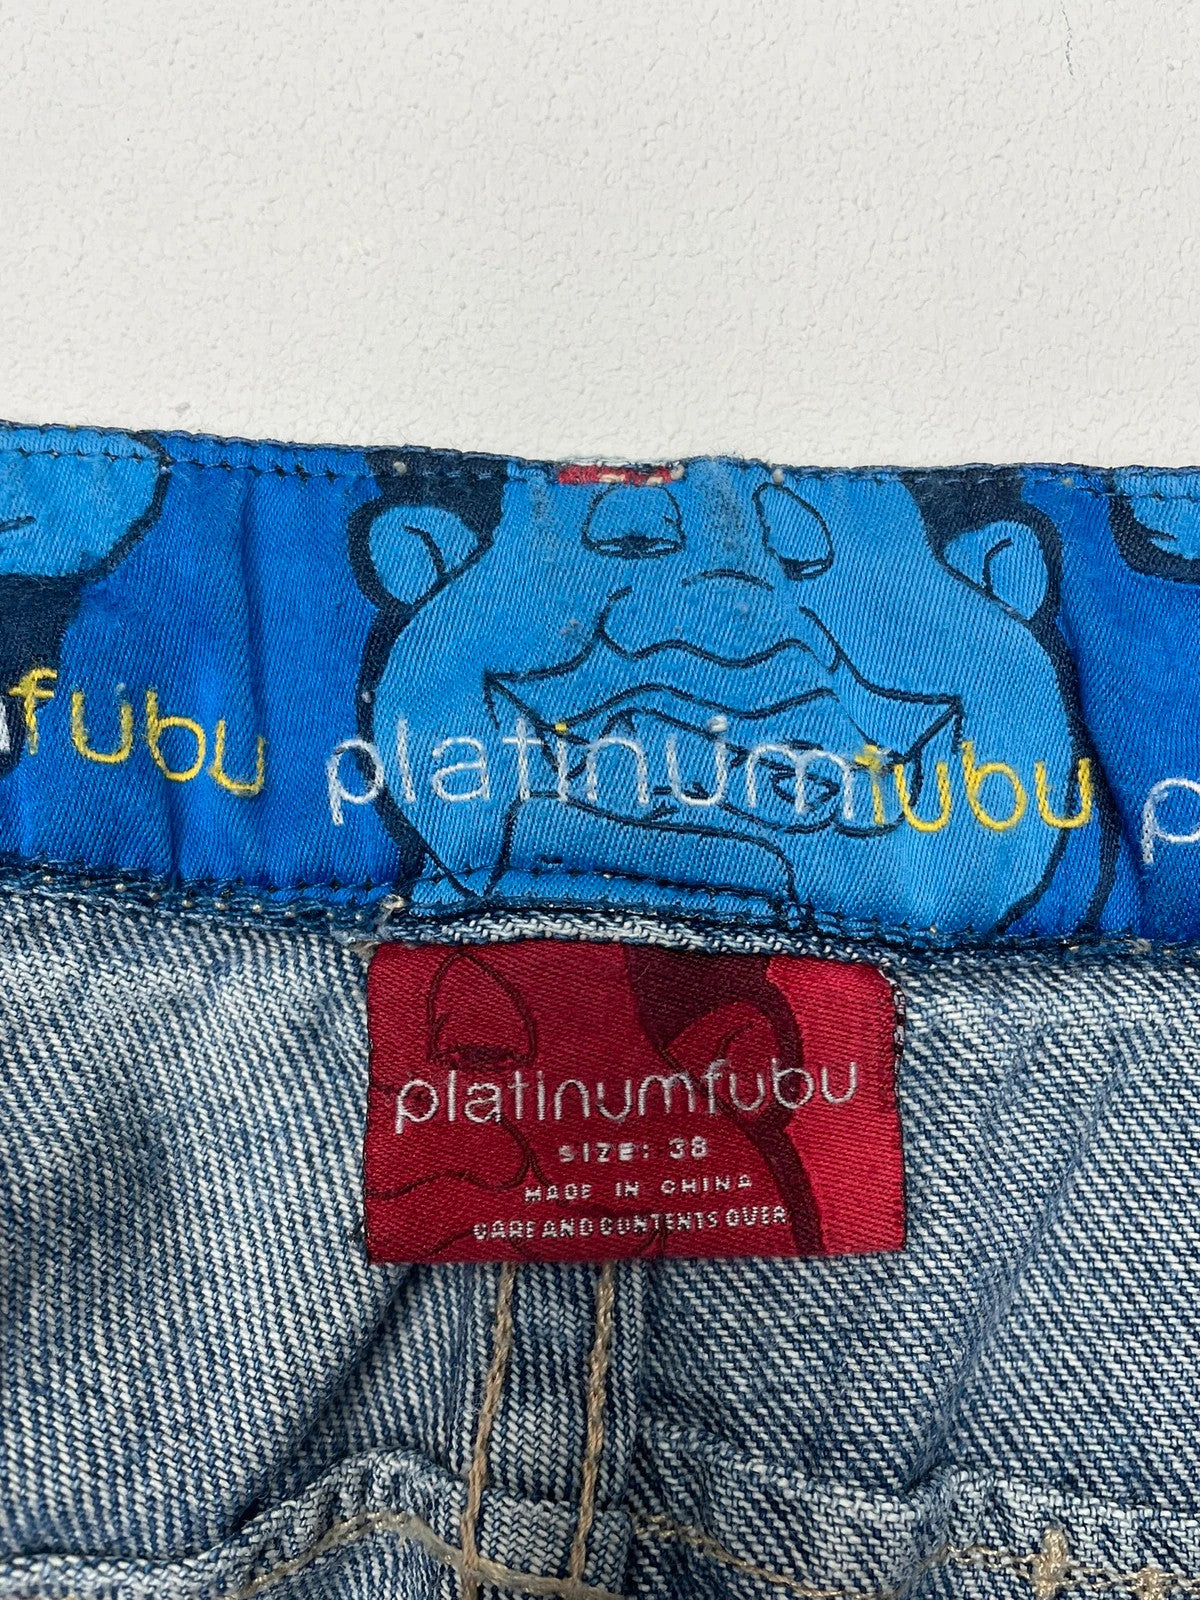 fubu platinumfubu p
platinumfubu
SIZE: 38
MADE IN CHINA
CARE AND CONTENTS OVER